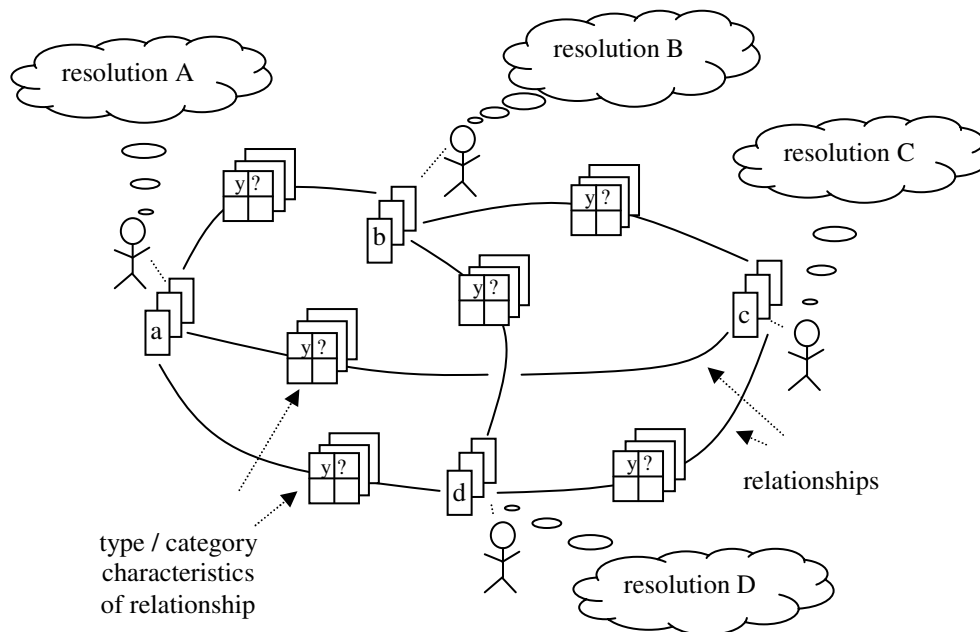 resolution B
resolution A
resolution C
y ?
y ?
b
y ?
a
c
y ?
y ?
y ?
d
relationships
type / category
characteristics
of relationship
resolution D